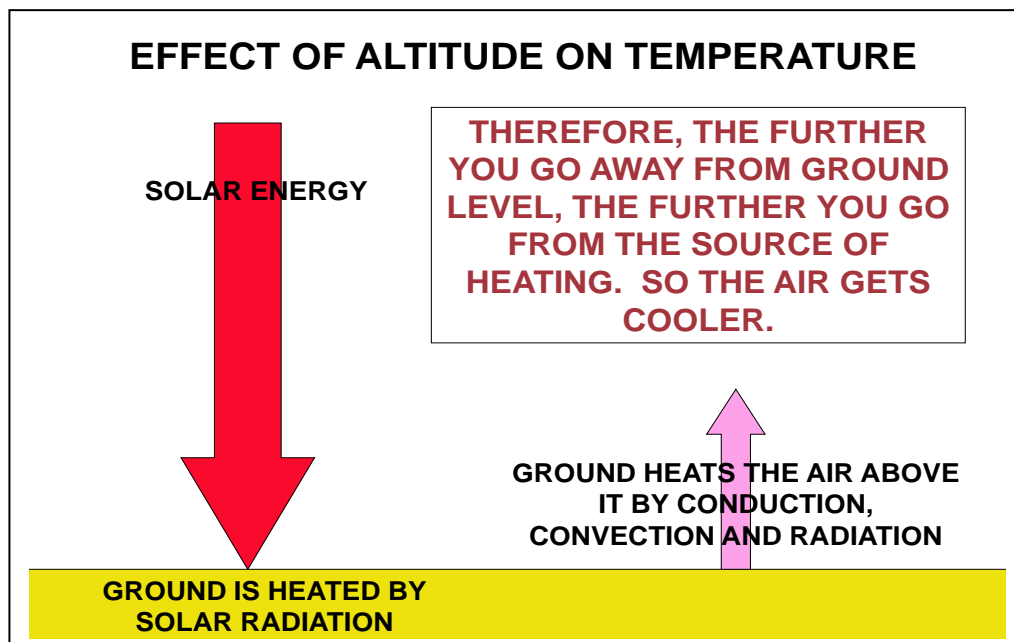 EFFECT OF ALTITUDE ON TEMPERATURE
SOLAR ENERGY
THEREFORE, THE FURTHER
YOU GO AWAY FROM GROUND
LEVEL, THE FURTHER YOU GO
FROM THE SOURCE OF
HEATING.  SO THE AIR GETS
COOLER.
GROUND HEATS THE AIR ABOVE
IT BY CONDUCTION,
CONVECTION AND RADIATION
GROUND IS HEATED BY
SOLAR RADIATION